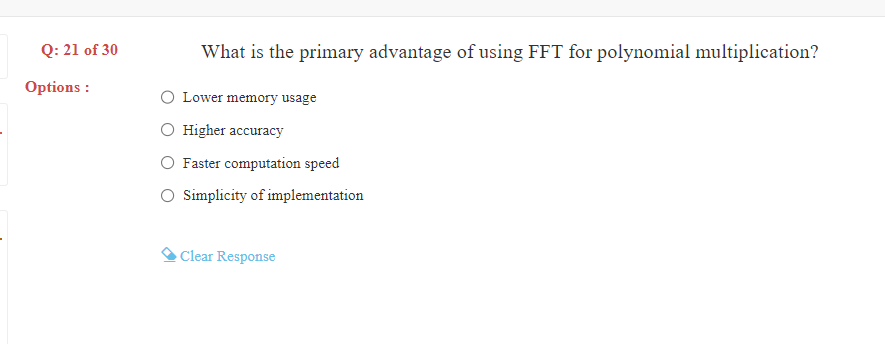 Q: 21 of 30
What is the primary advantage of using FFT for polynomial multiplication?
Options :
Lower memory usage
Higher accuracy
Faster computation speed
Simplicity of implementation
Clear Response